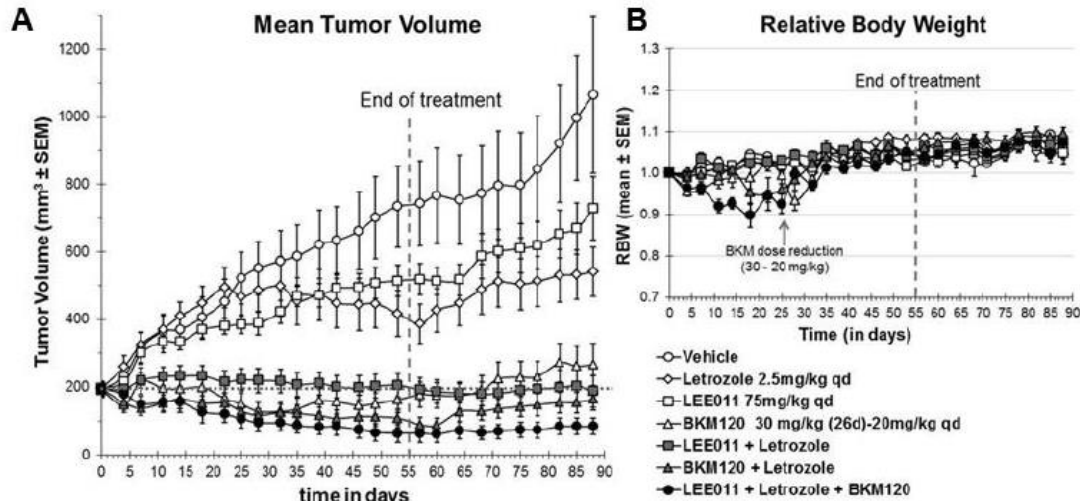 A
Mean Tumor Volume
Tumor Volume (mm³ ± SEM)
1200
1000
800
600
400
200
0
End of treatment
0 5 10 15 20 25 30 35 40 45 50 55 60 65 70 75 80 85 90
time in days
B
Relative Body Weight
RBW (mean ± SEM)
1.3
1.2
1.1
1.0
0.9
0.8
0.7
End of treatment
BKM dose reduction
(30 - 20 mg/kg)
0 5 10 15 20 25 30 35 40 45 50 55 60 65 70 75 80 85 90
Time (in days)
Vehicle
Letrozole 2.5mg/kg qd
LEE011 75mg/kg qd
BKM120 30 mg/kg (26d)-20mg/kg qd
LEE011 + Letrozole
BKM120 + Letrozole
LEE011 + Letrozole + BKM120